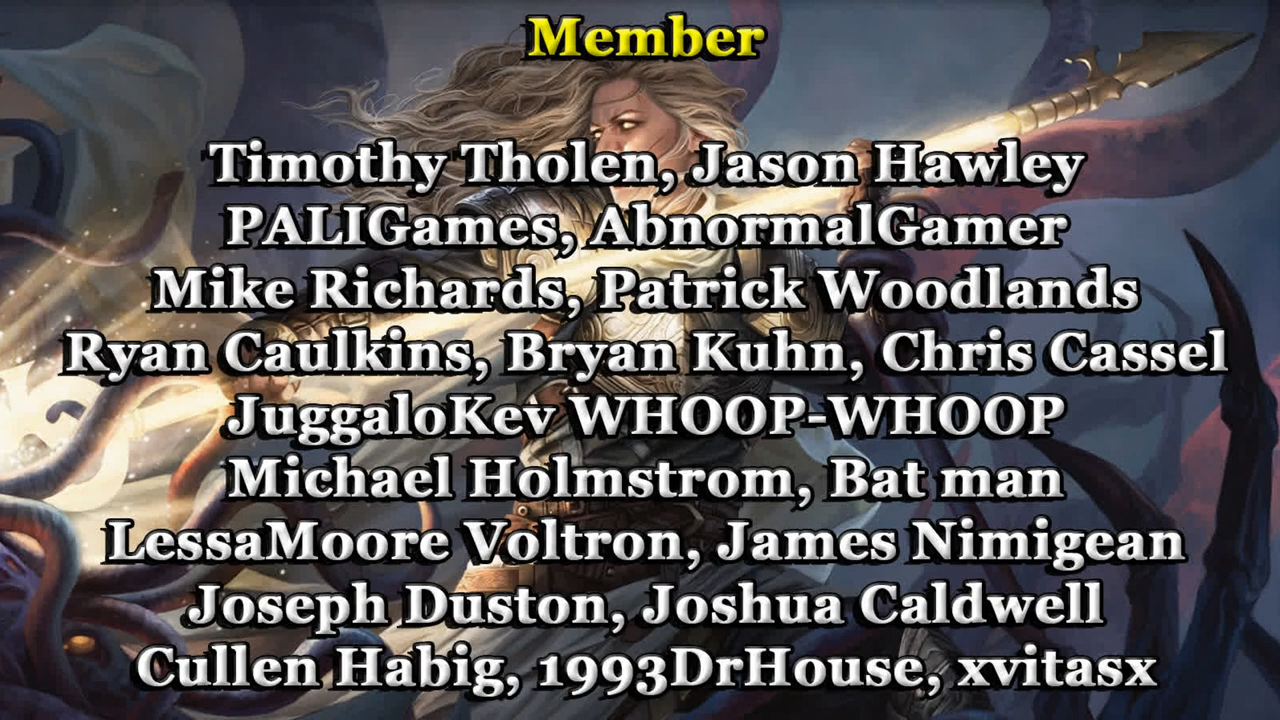 Member
Timothy Tholen, Jason Hawley
PALIGames, AbnormalGamer
Mike Richards, Patrick Woodlands
Ryan Caulkins, Bryan Kuhn, Chris Cassel
JuggaloKev WHOOP-WHOOP
Michael Holmstrom, Bat man
LessaMoore Voltron, James Nimigean
Joseph Duston, Joshua Caldwell
Cullen Habig, 1993DrHouse, xvitasx